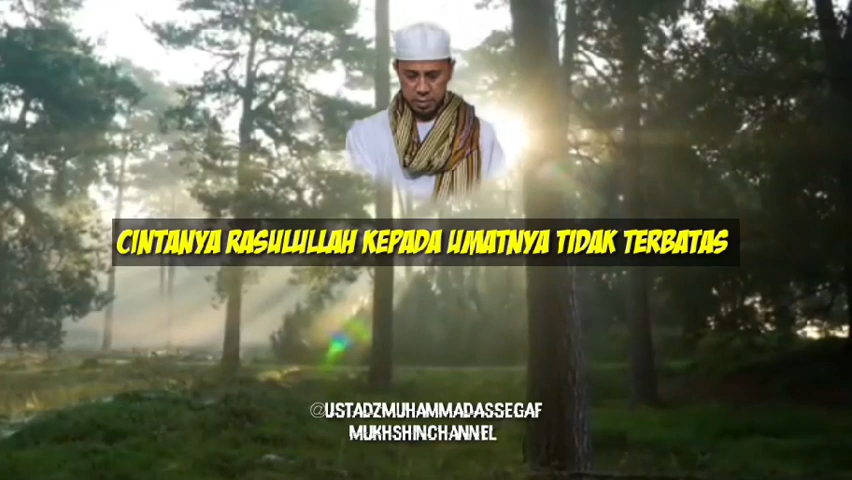 CINTANYA RASULULLAH KEPADA UMATNYA TIDAK TERBATAS
@USTADZMUHAMMADASSEGAF
MUKHSHINCHANNEL